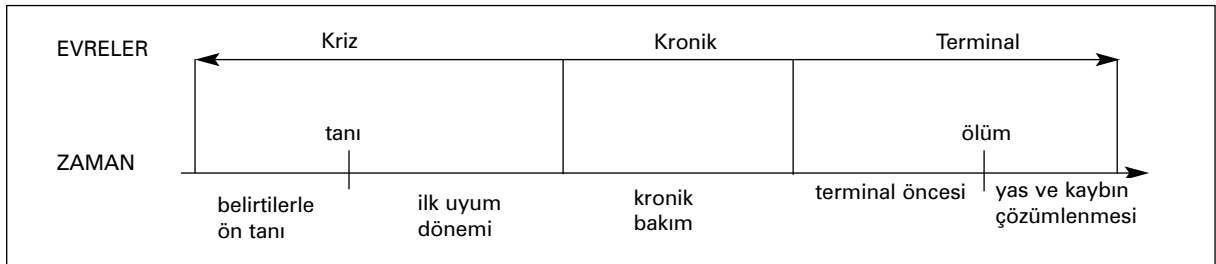 EVRELER Kriz Kronik Terminal
tanı ölüm
ZAMAN
belirtilerle ön tanı
ilk uyum dönemi
kronik bakım
terminal öncesi
yas ve kaybın çözümlenmesi